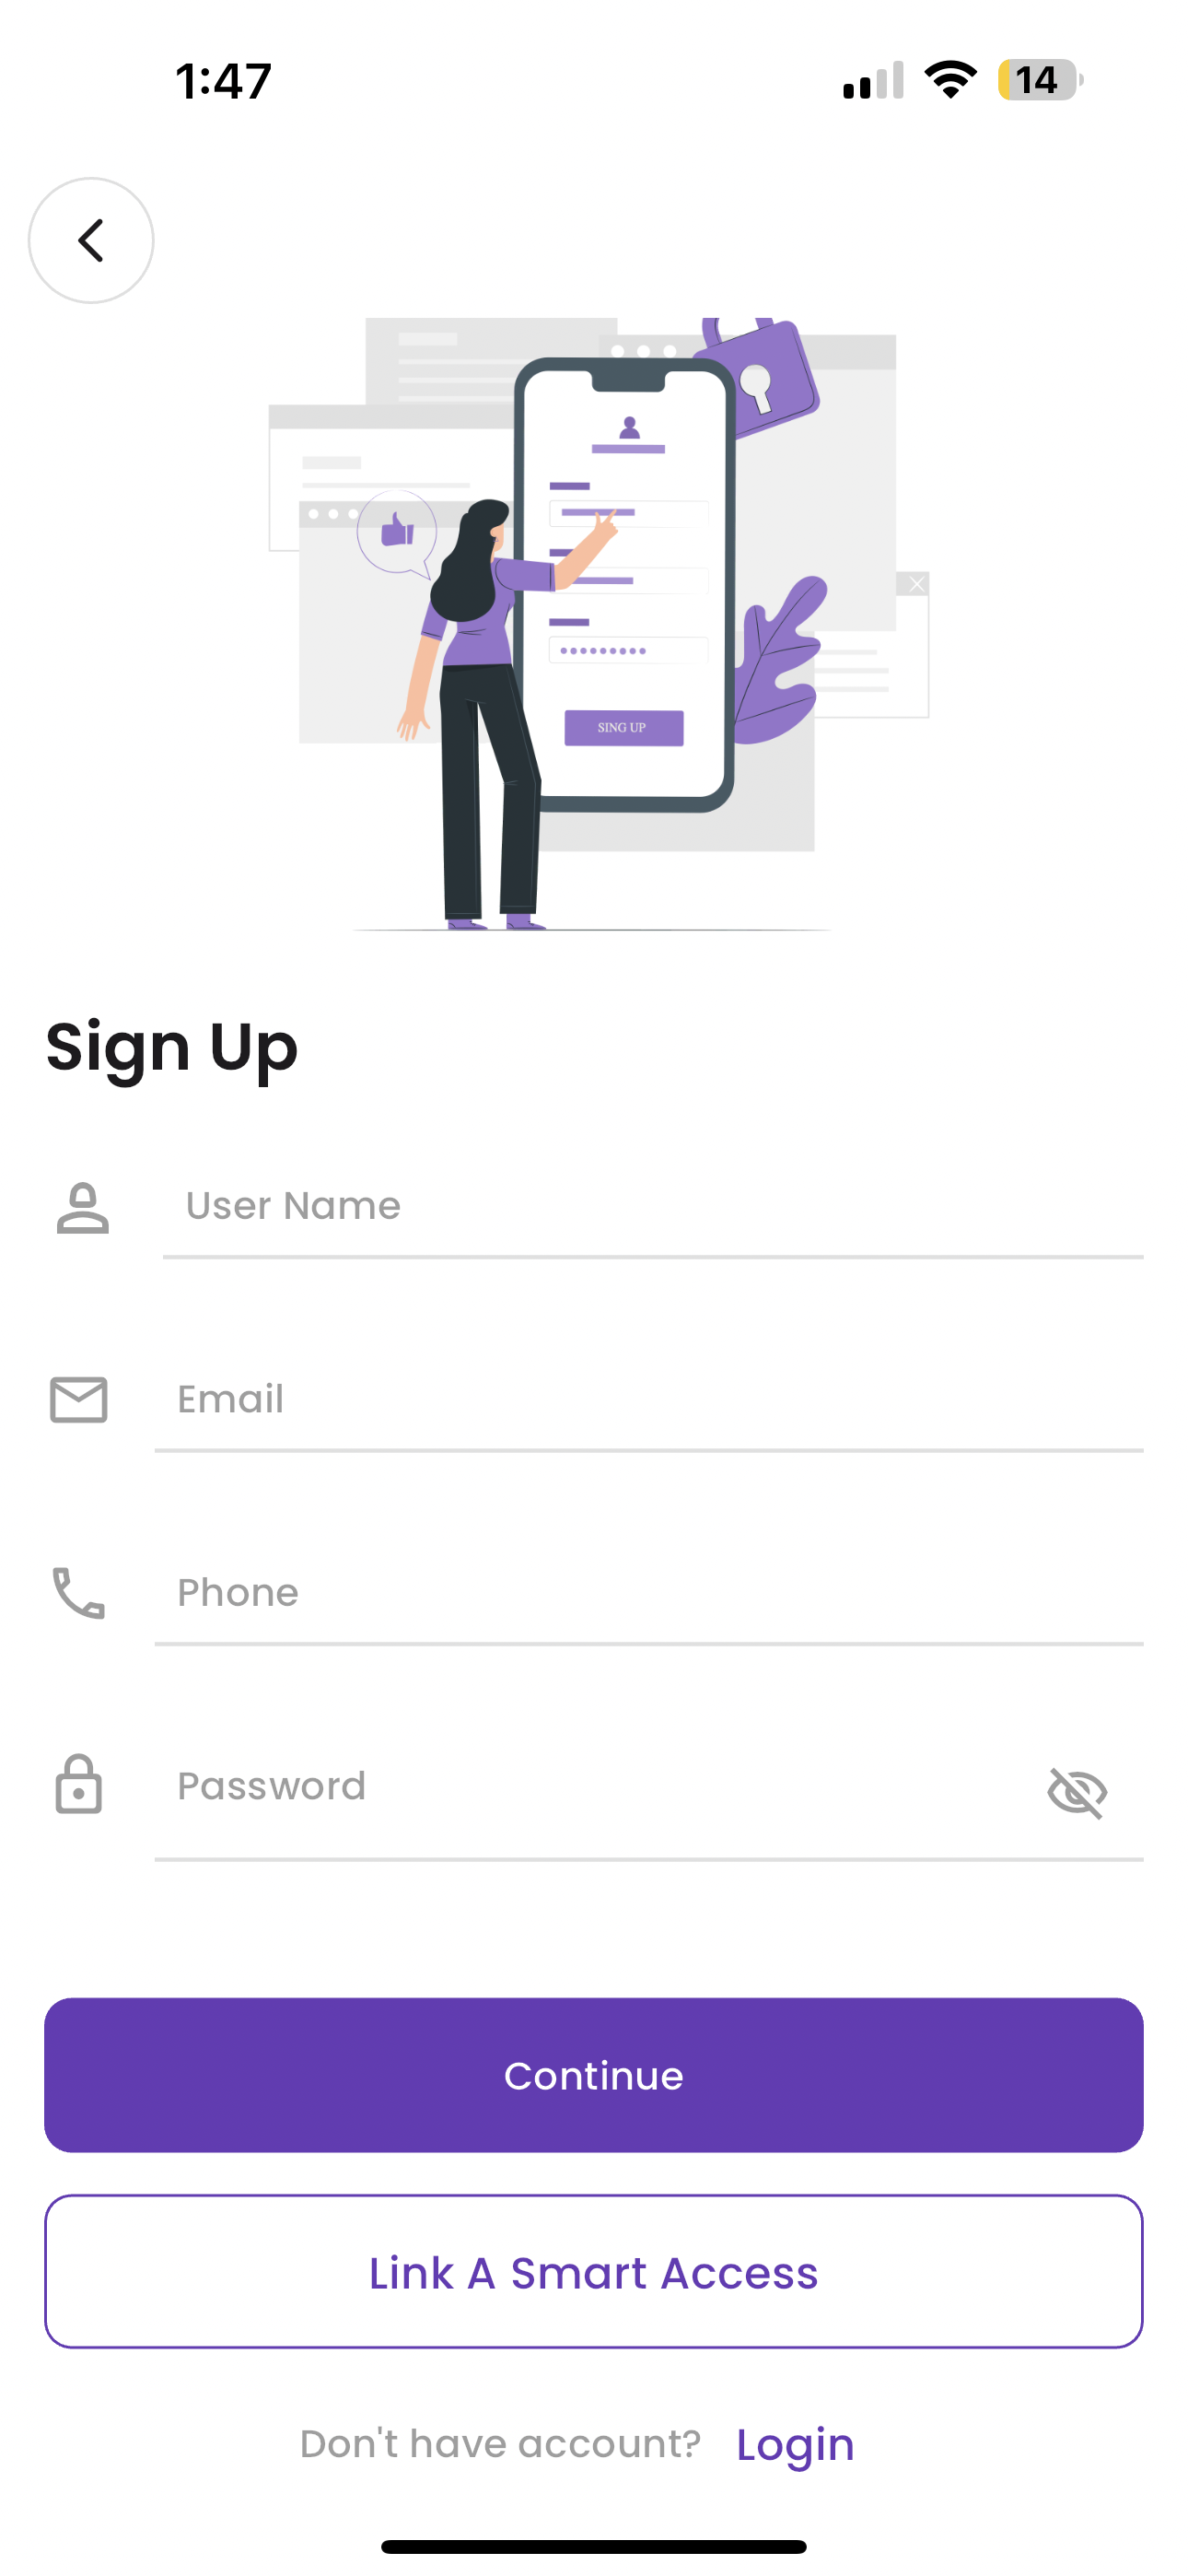 1:47
14
SING UP
Sign Up
User Name
Email
Phone
Password
Continue
Link A Smart Access
Don't have account? Login